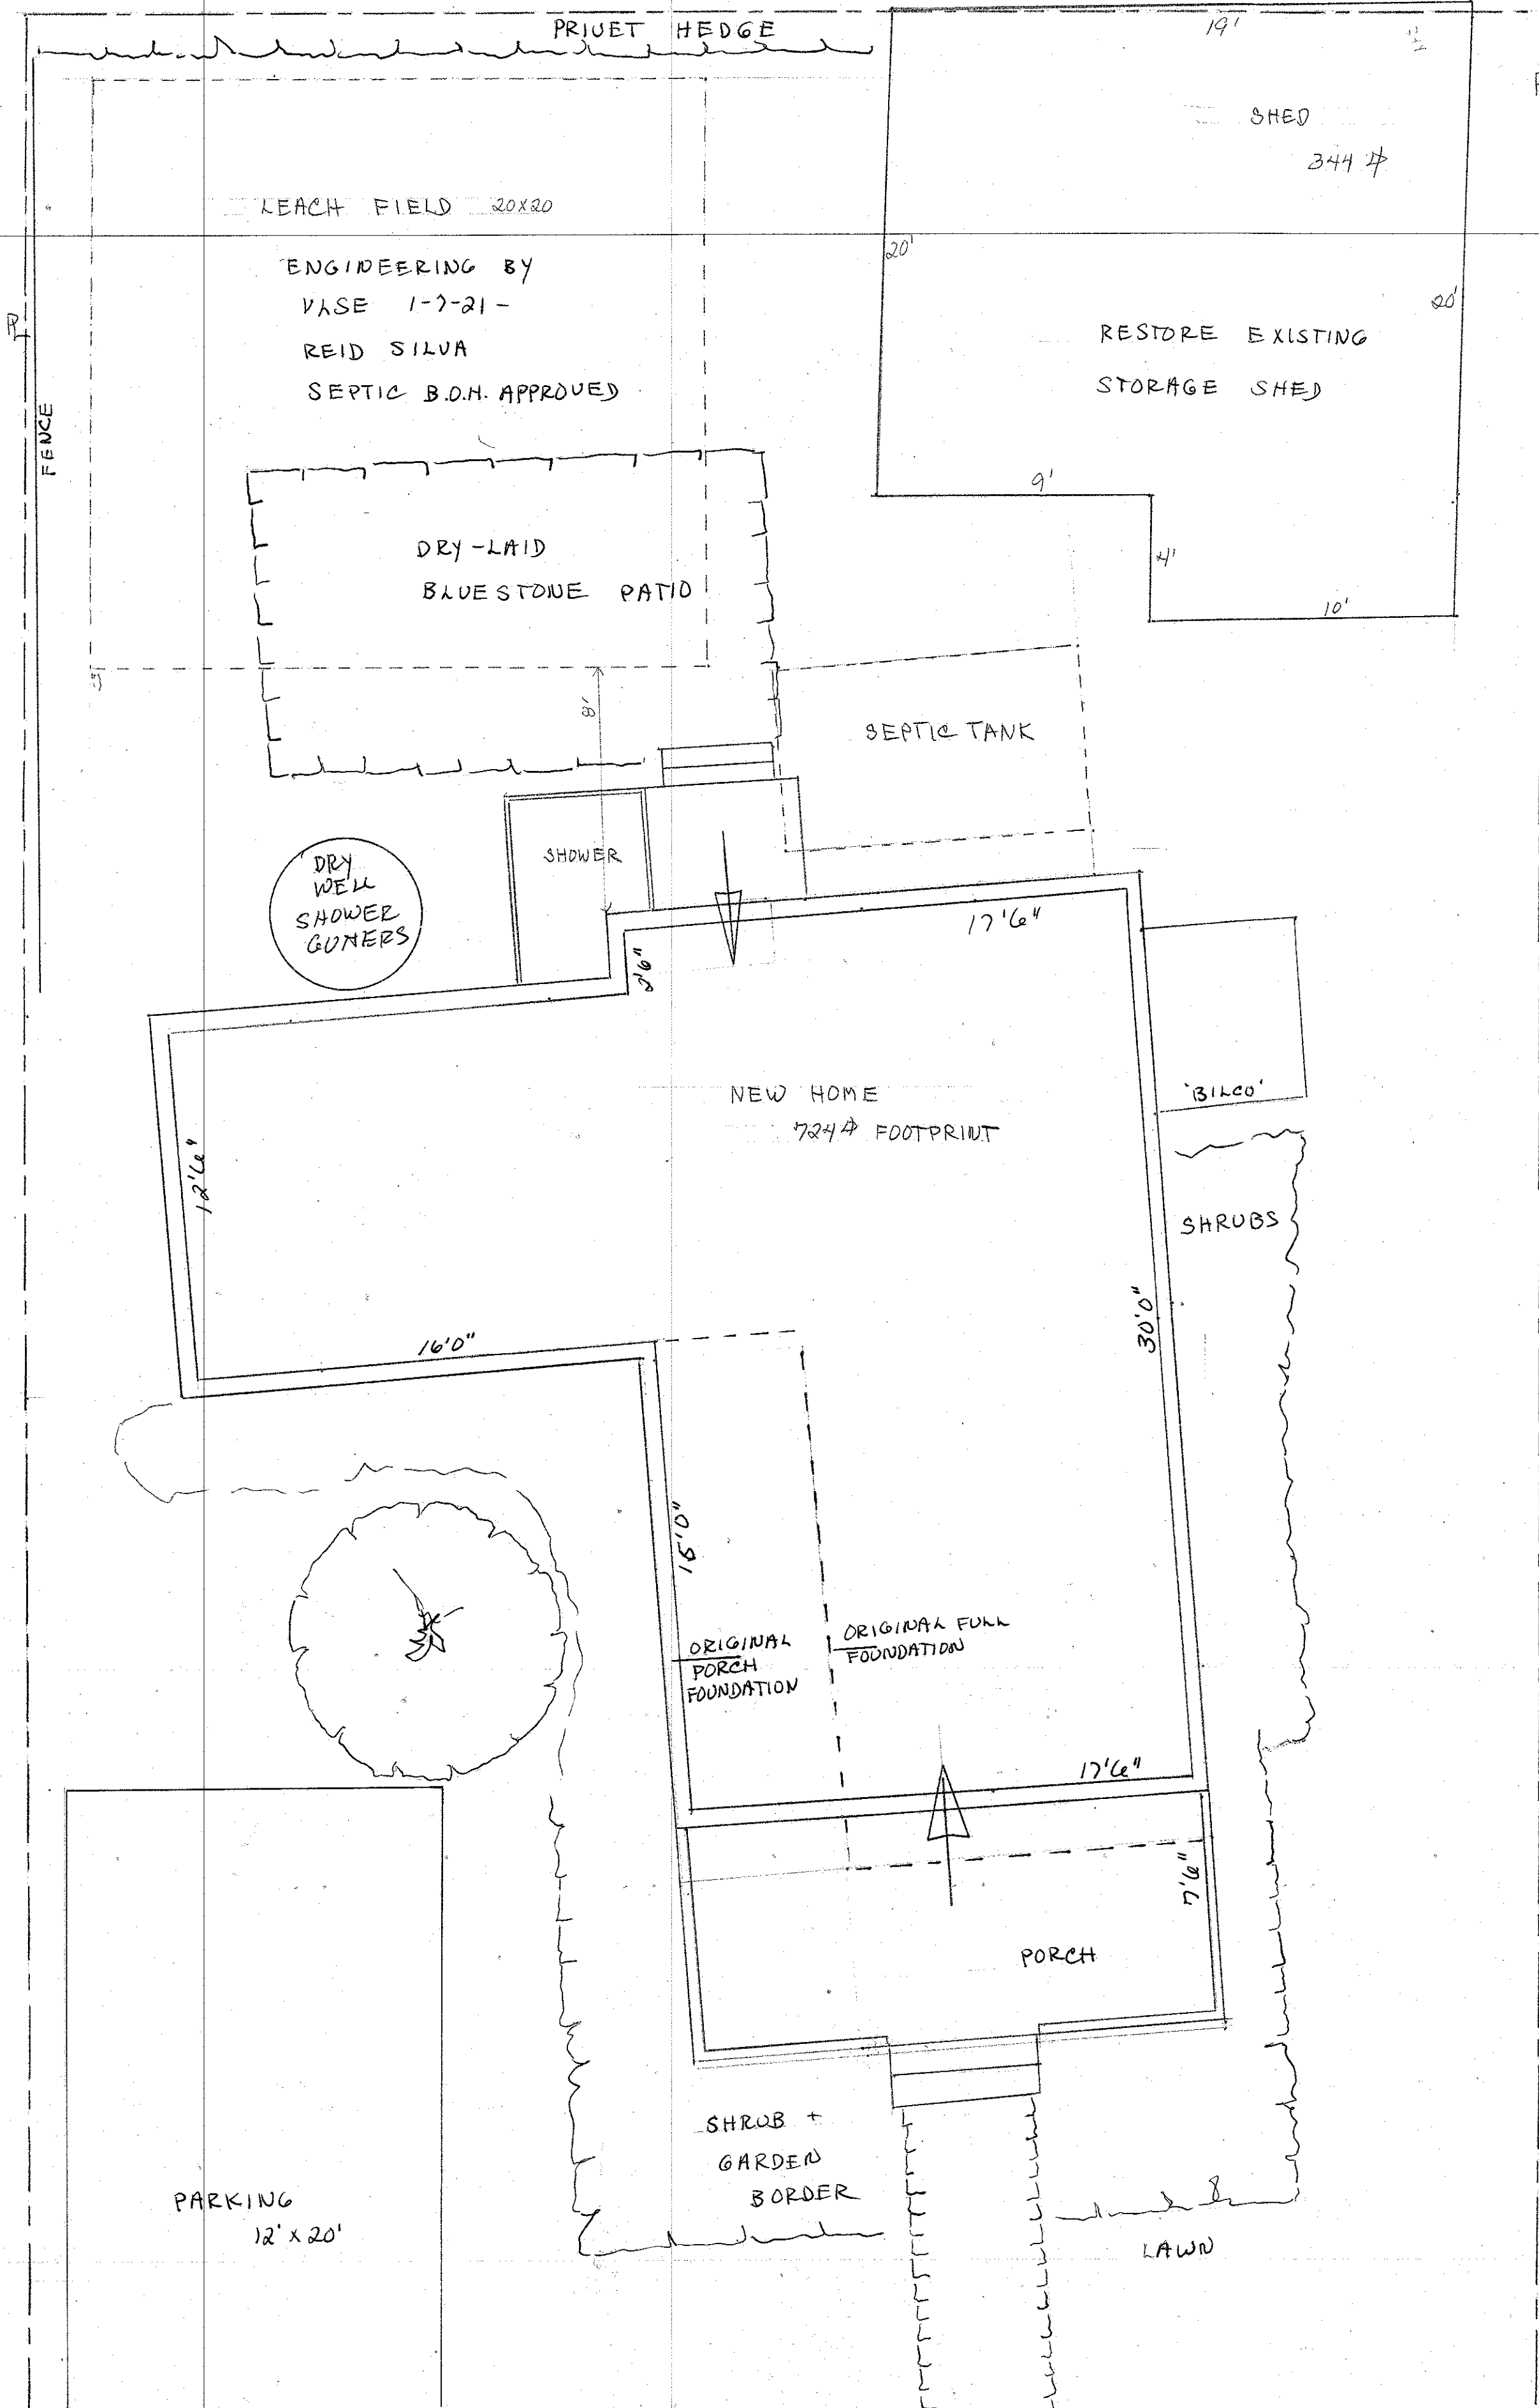 PRIVET HEDGE
19'
SHED
344 ⌗
LEACH FIELD 20X20
20'
ENGINEERING BY
VLSE 1-7-21 -
REID SILVA
SEPTIC B.O.H. APPROVED
20'
RESTORE EXISTING
STORAGE SHED
PL
FENCE
9'
4'
10'
DRY-LAID
BLUESTONE PATIO
8'
SEPTIC TANK
SHOWER
DRY
WELL
SHOWER
GUTTERS
17'6"
2'6"
NEW HOME
724⌗ FOOTPRINT
'BILCO'
12'6"
SHRUBS
30'0"
16'0"
15'0"
ORIGINAL
PORCH
FOUNDATION
ORIGINAL FULL
FOUNDATION
17'6"
7'6"
PORCH
SHRUB +
GARDEN
BORDER
PARKING
12' X 20'
LAWN